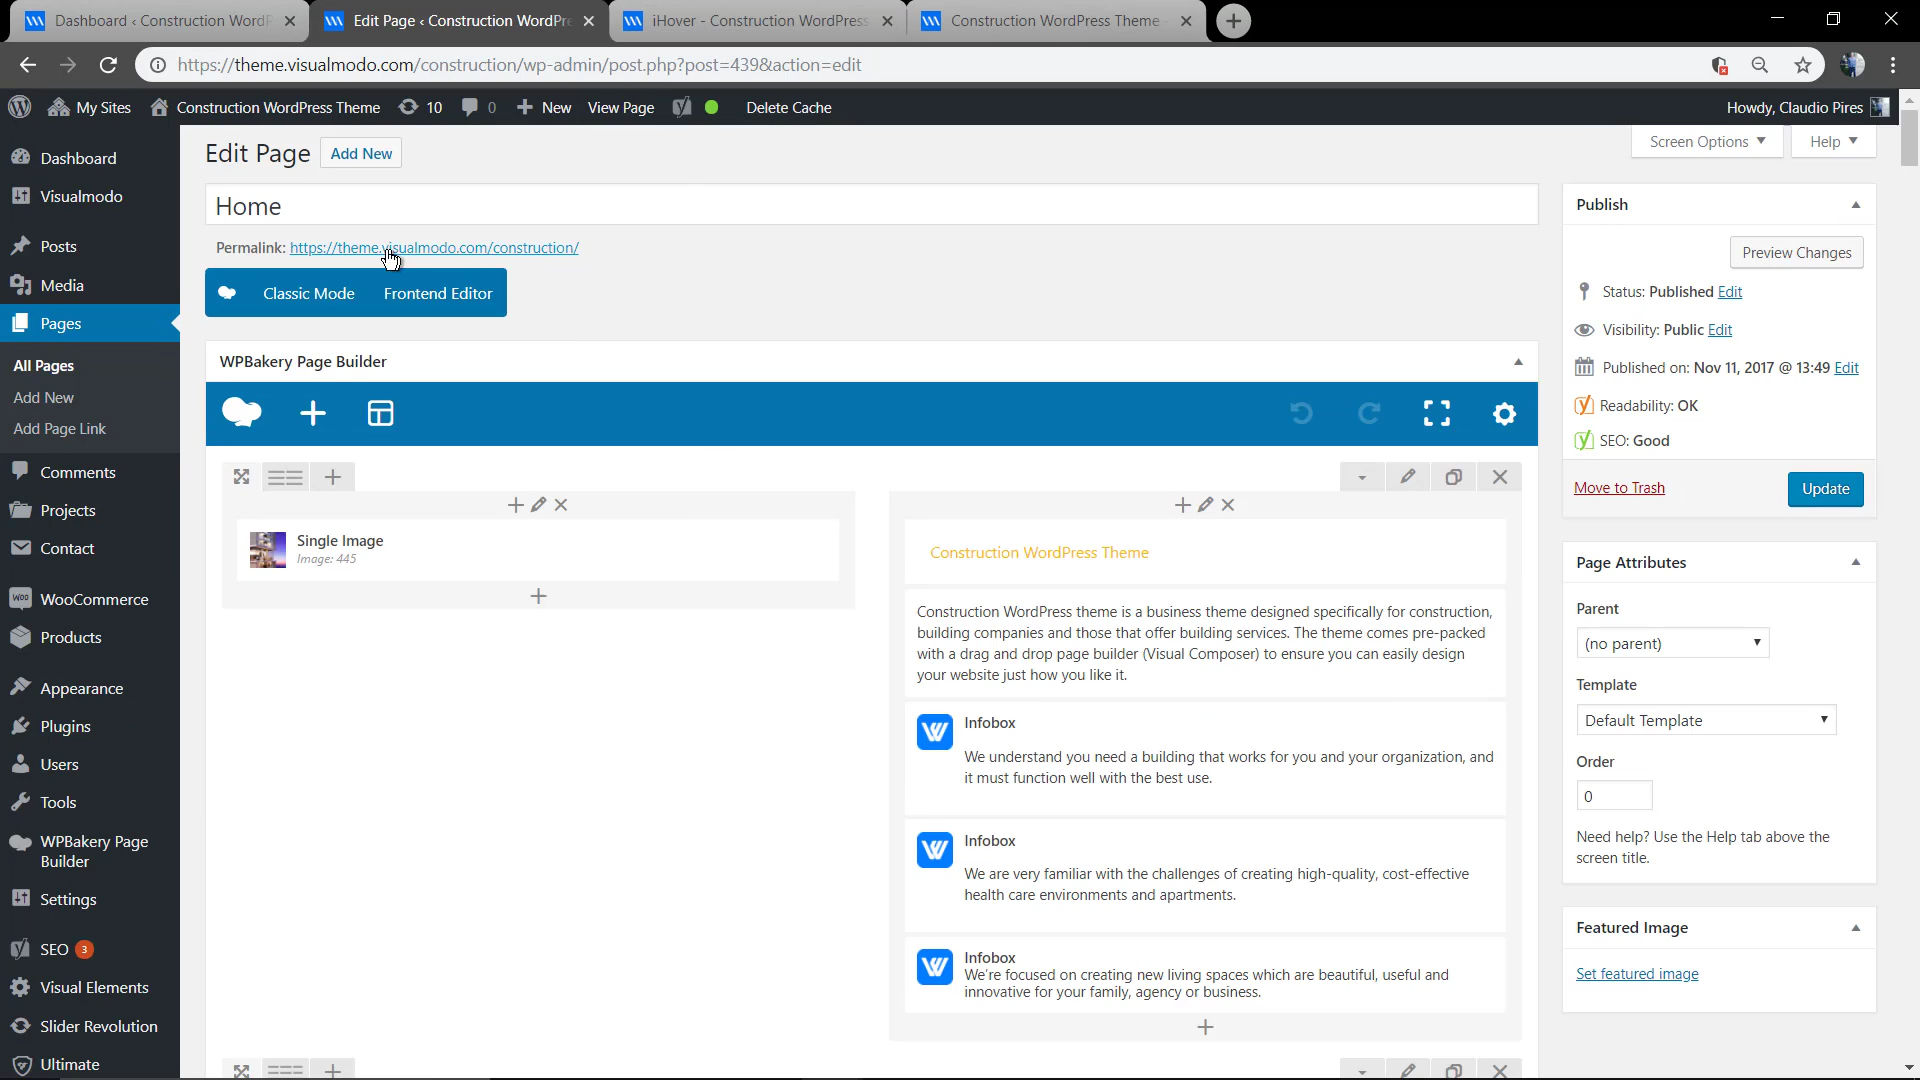 Dashboard ‹ Construction WordP
Edit Page ‹ Construction WordPre
iHover - Construction WordPress
Construction WordPress Theme -
https://theme.visualmodo.com/construction/wp-admin/post.php?post=439&action=edit
My Sites
Construction WordPress Theme
10
0
New
View Page
Delete Cache
Howdy, Claudio Pires
Dashboard
Visualmodo
Posts
Media
Pages
All Pages
Add New
Add Page Link
Comments
Projects
Contact
WooCommerce
Products
Appearance
Plugins
Users
Tools
WPBakery Page
Builder
Settings
SEO 3
Visual Elements
Slider Revolution
Ultimate
Edit Page
Add New
Screen Options
Help
Home
Permalink: https://theme.visualmodo.com/construction/
Classic Mode
Frontend Editor
WPBakery Page Builder
Single Image
Image: 445
Construction WordPress Theme
Construction WordPress theme is a business theme designed specifically for construction,
building companies and those that offer building services. The theme comes pre-packed
with a drag and drop page builder (Visual Composer) to ensure you can easily design
your website just how you like it.
Infobox
We understand you need a building that works for you and your organization, and
it must function well with the best use.
Infobox
We are very familiar with the challenges of creating high-quality, cost-effective
health care environments and apartments.
Infobox
We're focused on creating new living spaces which are beautiful, useful and
innovative for your family, agency or business.
Publish
Preview Changes
Status: Published Edit
Visibility: Public Edit
Published on: Nov 11, 2017 @ 13:49 Edit
Readability: OK
SEO: Good
Move to Trash
Update
Page Attributes
Parent
(no parent)
Template
Default Template
Order
0
Need help? Use the Help tab above the
screen title.
Featured Image
Set featured image